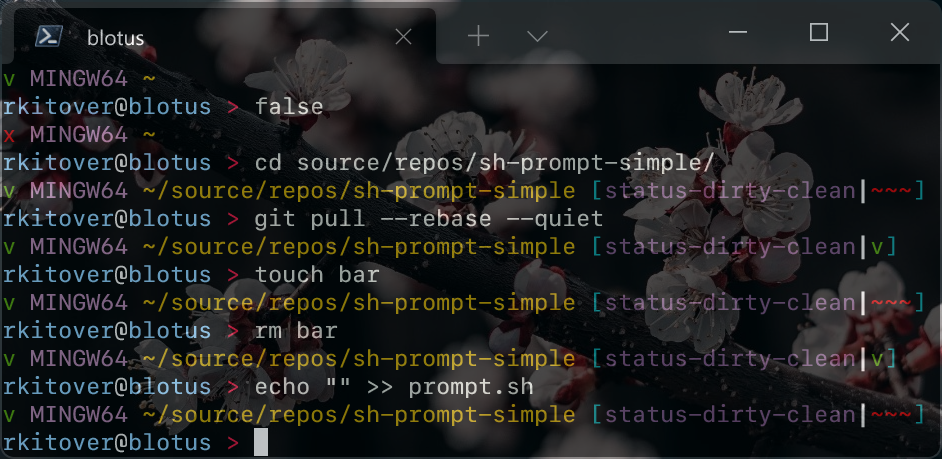 blotus
v MINGW64 ~
rkitover@blotus > false
x MINGW64 ~
rkitover@blotus > cd source/repos/sh-prompt-simple/
v MINGW64 ~/source/repos/sh-prompt-simple [status-dirty-clean|~~~]
rkitover@blotus > git pull --rebase --quiet
v MINGW64 ~/source/repos/sh-prompt-simple [status-dirty-clean|v]
rkitover@blotus > touch bar
v MINGW64 ~/source/repos/sh-prompt-simple [status-dirty-clean|~~~]
rkitover@blotus > rm bar
v MINGW64 ~/source/repos/sh-prompt-simple [status-dirty-clean|v]
rkitover@blotus > echo "" >> prompt.sh
v MINGW64 ~/source/repos/sh-prompt-simple [status-dirty-clean|~~~]
rkitover@blotus >